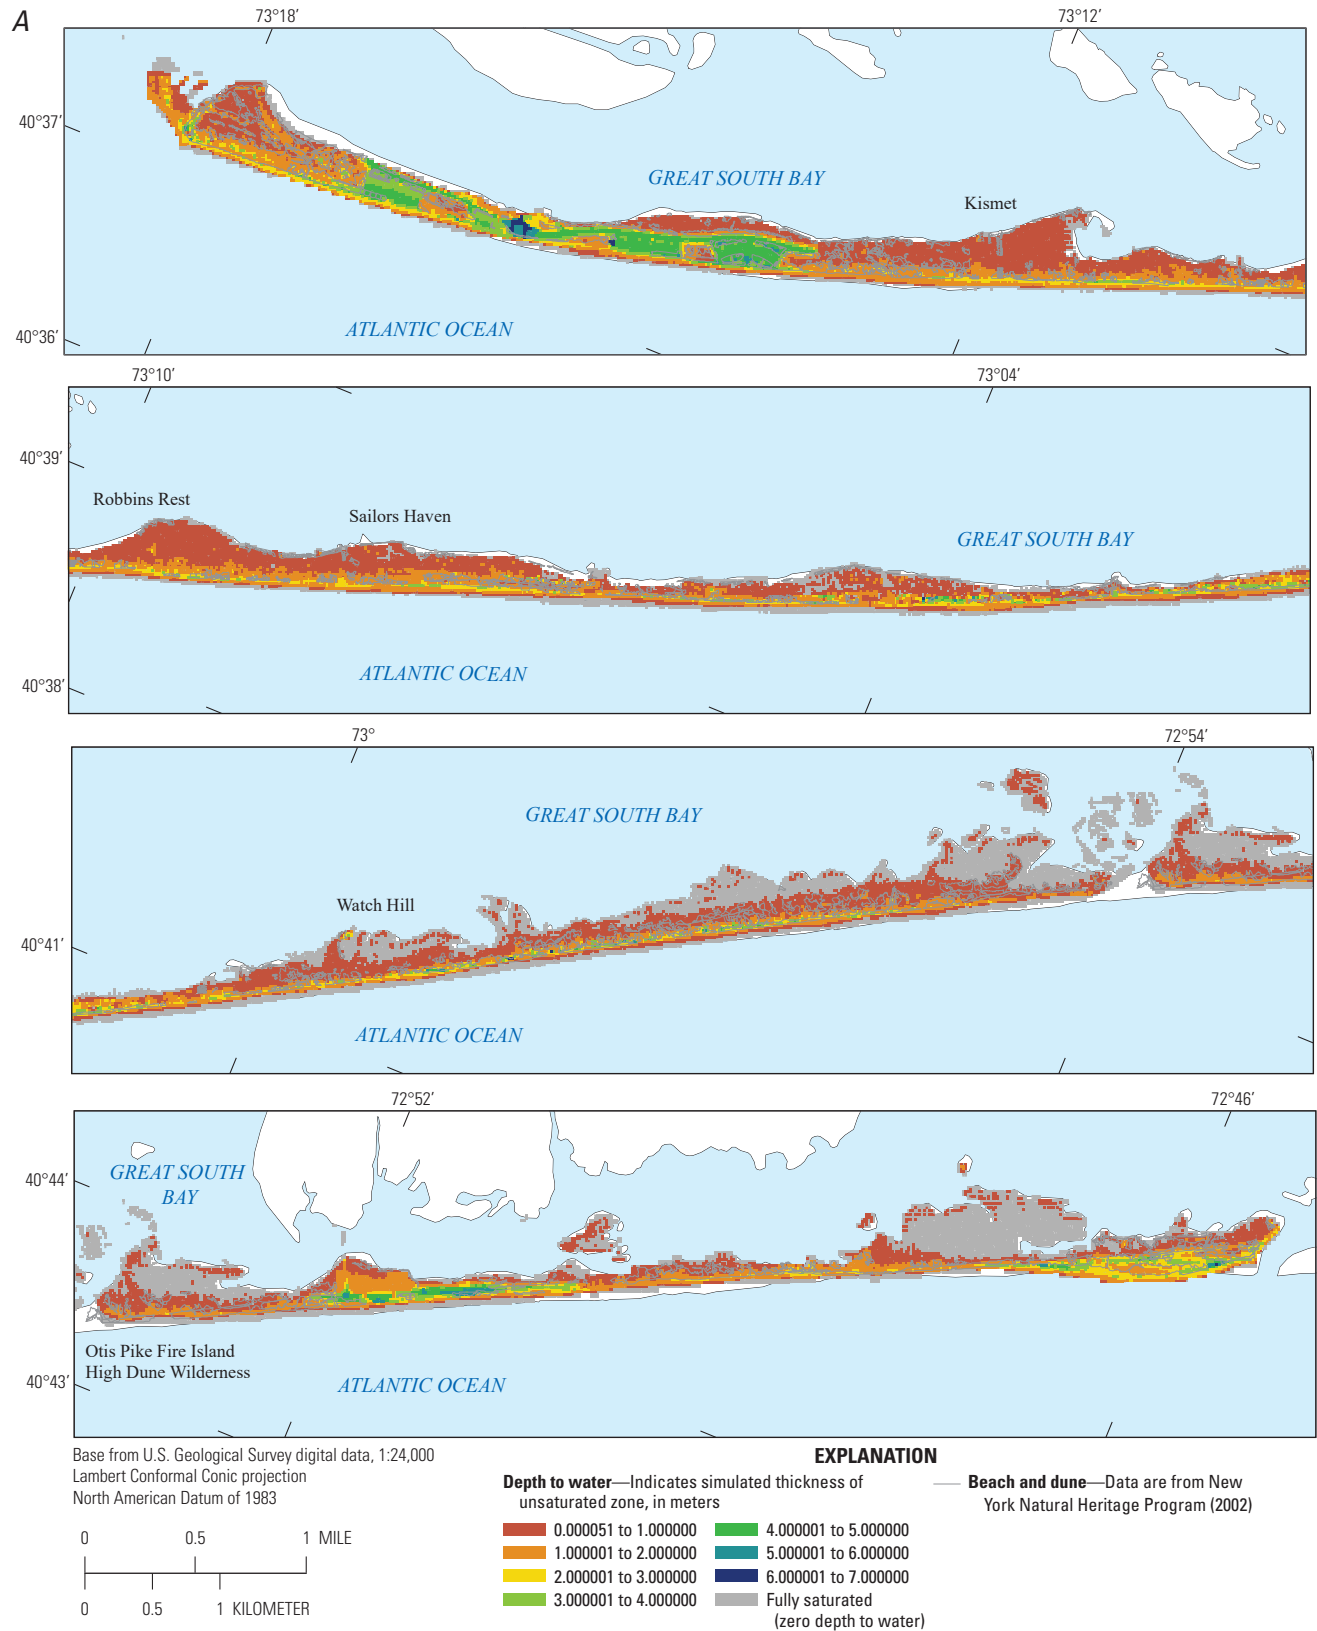 A
73°18′
73°12′
40°37′
GREAT SOUTH BAY
Kismet
ATLANTIC OCEAN
40°36′
73°10′
73°04′
40°39′
Robbins Rest
Sailors Haven
GREAT SOUTH BAY
ATLANTIC OCEAN
40°38′
73°
72°54′
GREAT SOUTH BAY
Watch Hill
40°41′
ATLANTIC OCEAN
72°52′
72°46′
40°44′
GREAT SOUTH
BAY
Otis Pike Fire Island
High Dune Wilderness
40°43′
ATLANTIC OCEAN
Base from U.S. Geological Survey digital data, 1:24,000
Lambert Conformal Conic projection
North American Datum of 1983
0 0.5 1 MILE
0 0.5 1 KILOMETER
EXPLANATION
Depth to water—Indicates simulated thickness of
unsaturated zone, in meters
0.000051 to 1.000000
1.000001 to 2.000000
2.000001 to 3.000000
3.000001 to 4.000000
4.000001 to 5.000000
5.000001 to 6.000000
6.000001 to 7.000000
Fully saturated
(zero depth to water)
Beach and dune—Data are from New
York Natural Heritage Program (2002)